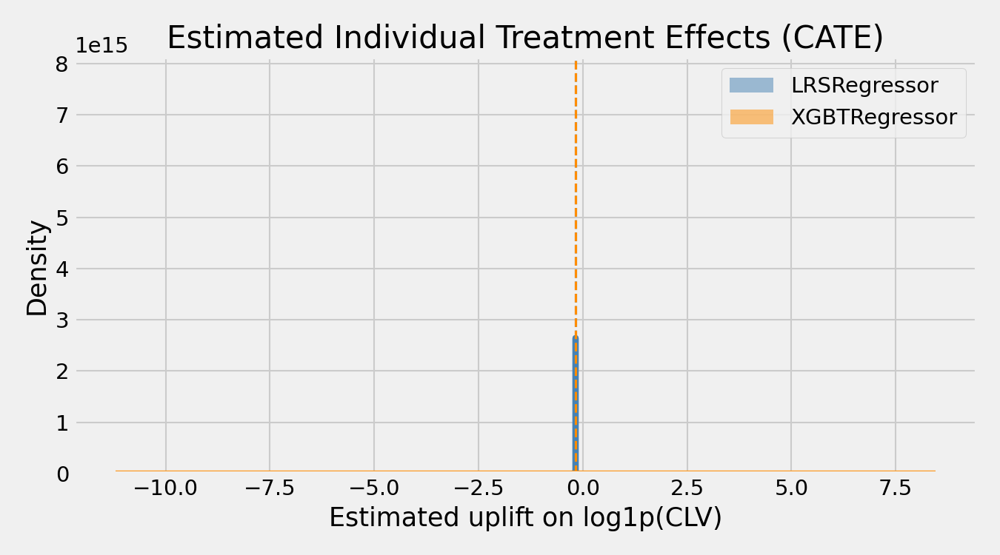 Estimated Individual Treatment Effects (CATE)
1e15
LRSRegressor
XGBTRegressor
8
7
6
5
4
3
2
1
0
Density
−10.0 −7.5 −5.0 −2.5 0.0 2.5 5.0 7.5
Estimated uplift on log1p(CLV)